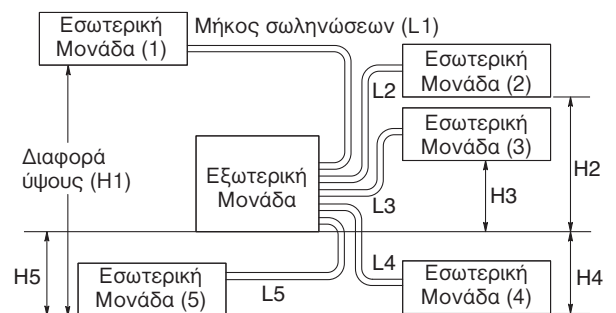 Εσωτερική
Μονάδα (1)
Μήκος σωληνώσεων (L1)
Εσωτερική
Μονάδα (2)
L2
Εσωτερική
Μονάδα (3)
Διαφορά
ύψους (H1)
Εξωτερική
Μονάδα
L3
H3
H2
H5
Εσωτερική
Μονάδα (5)
L5
L4
Εσωτερική
Μονάδα (4)
H4